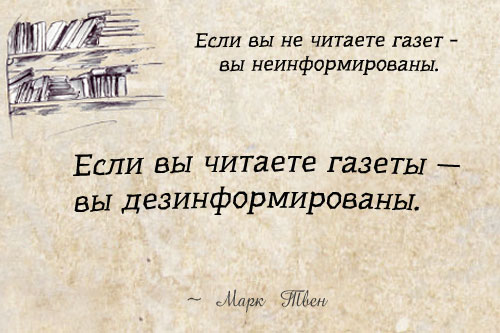 Если вы не читаете газет -
вы неинформированы.
Если вы читаете газеты —
вы дезинформированы.
~ Марк Твен